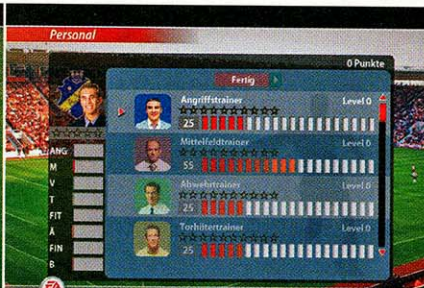 Personal
0 Punkte
Fertig
Angriffstrainer Level 0
25
Mittelfeldtrainer Level 0
55
Abwehrtrainer Level 0
25
Torhütertrainer Level 0
25
ANG
M
V
T
FIT
Ä
FIN
B
EA